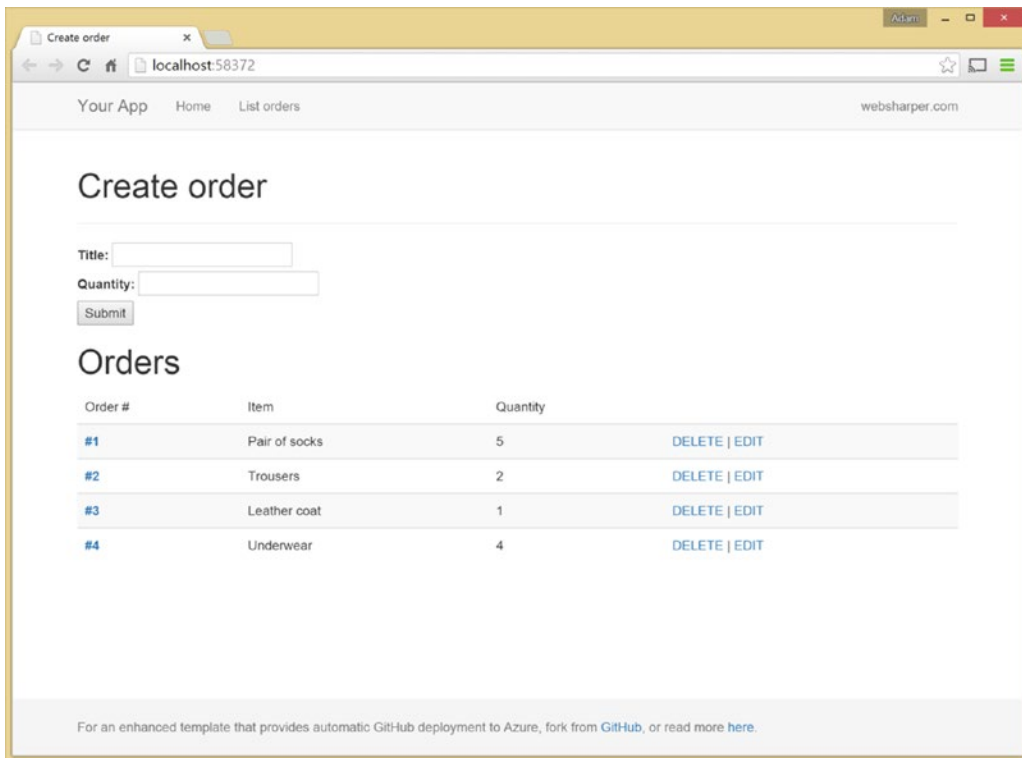 Adam
Create order
localhost:58372
Your App Home List orders websharper.com
Create order
Title:
Quantity:
Submit
Orders
Order # Item Quantity
#1 Pair of socks 5 DELETE | EDIT
#2 Trousers 2 DELETE | EDIT
#3 Leather coat 1 DELETE | EDIT
#4 Underwear 4 DELETE | EDIT
For an enhanced template that provides automatic GitHub deployment to Azure, fork from GitHub, or read more here.